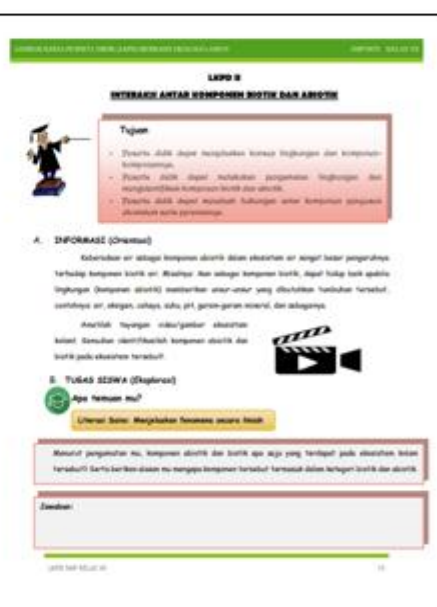 LKPD II
INTERAKSI ANTAR KOMPONEN BIOTIK DAN ABIOTIK
Tujuan
- Peserta didik dapat menjelaskan konsep lingkungan dan komponen-
komponennya.
- Peserta didik dapat melakukan pengamatan lingkungan dan
mengidentifikasi komponen biotik dan abiotik.
- Peserta didik dapat memahami hubungan antar komponen penyusun
ekosistem serta peranannya.
A. INFORMASI (Orientasi)
Keberadaan air sebagai komponen abiotik dalam ekosistem air sangat besar pengaruhnya
terhadap komponen biotik air. Misalnya: ikan sebagai komponen biotik, dapat hidup baik apabila
lingkungan (komponen abiotik) memberikan unsur-unsur yang dibutuhkan tersebut.
contohnya air, oksigen, cahaya, suhu, pH, garam-garam mineral, dan sebagainya.
Amatilah tayangan video/gambar ekosistem
kolam! Kemudian identifikasilah komponen abiotik dan
biotik pada ekosistem tersebut!
B. TUGAS SISWA (Eksplorasi)
Apa temuan mu?
Literasi Sains: Menjelaskan fenomena secara ilmiah
Menurut pengamatan mu, komponen abiotik dan biotik apa saja yang terdapat pada ekosistem kolam
tersebut? Serta berikan alasan mu mengapa komponen tersebut termasuk dalam kategori biotik dan abiotik
Jawaban: